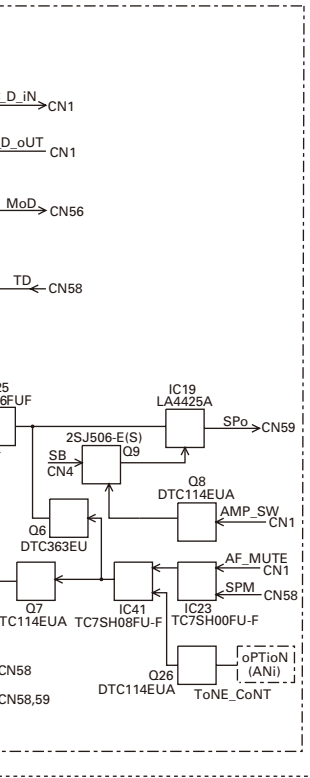 _D_iN
CN1
D_oUT
CN1
MoD
CN56
TD
CN58
25
6FUF
IC19
LA4425A
SPo
CN59
2SJ506-E(S)
SB
CN4
Q9
Q8
DTC114EUA
AMP_SW
CN1
Q6
DTC363EU
AF_MUTE
CN1
SPM
CN58
Q7
TC114EUA
IC41
TC7SH08FU-F
IC23
TC7SH00FU-F
oPTioN
(ANi)
Q26
DTC114EUA
ToNE_CoNT
CN58
CN58,59